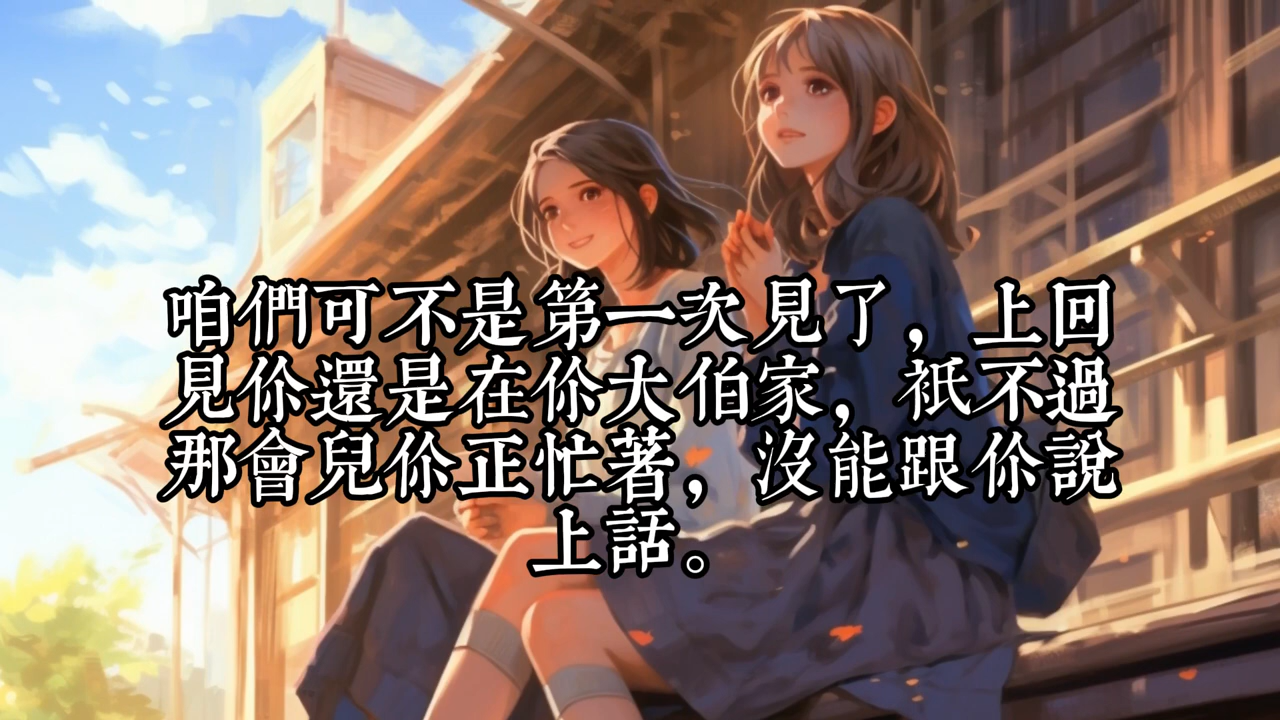 咱們可不是第一次見了，上回
見你還是在你大伯家，祇不過
那會兒你正忙著，沒能跟你說
上話。